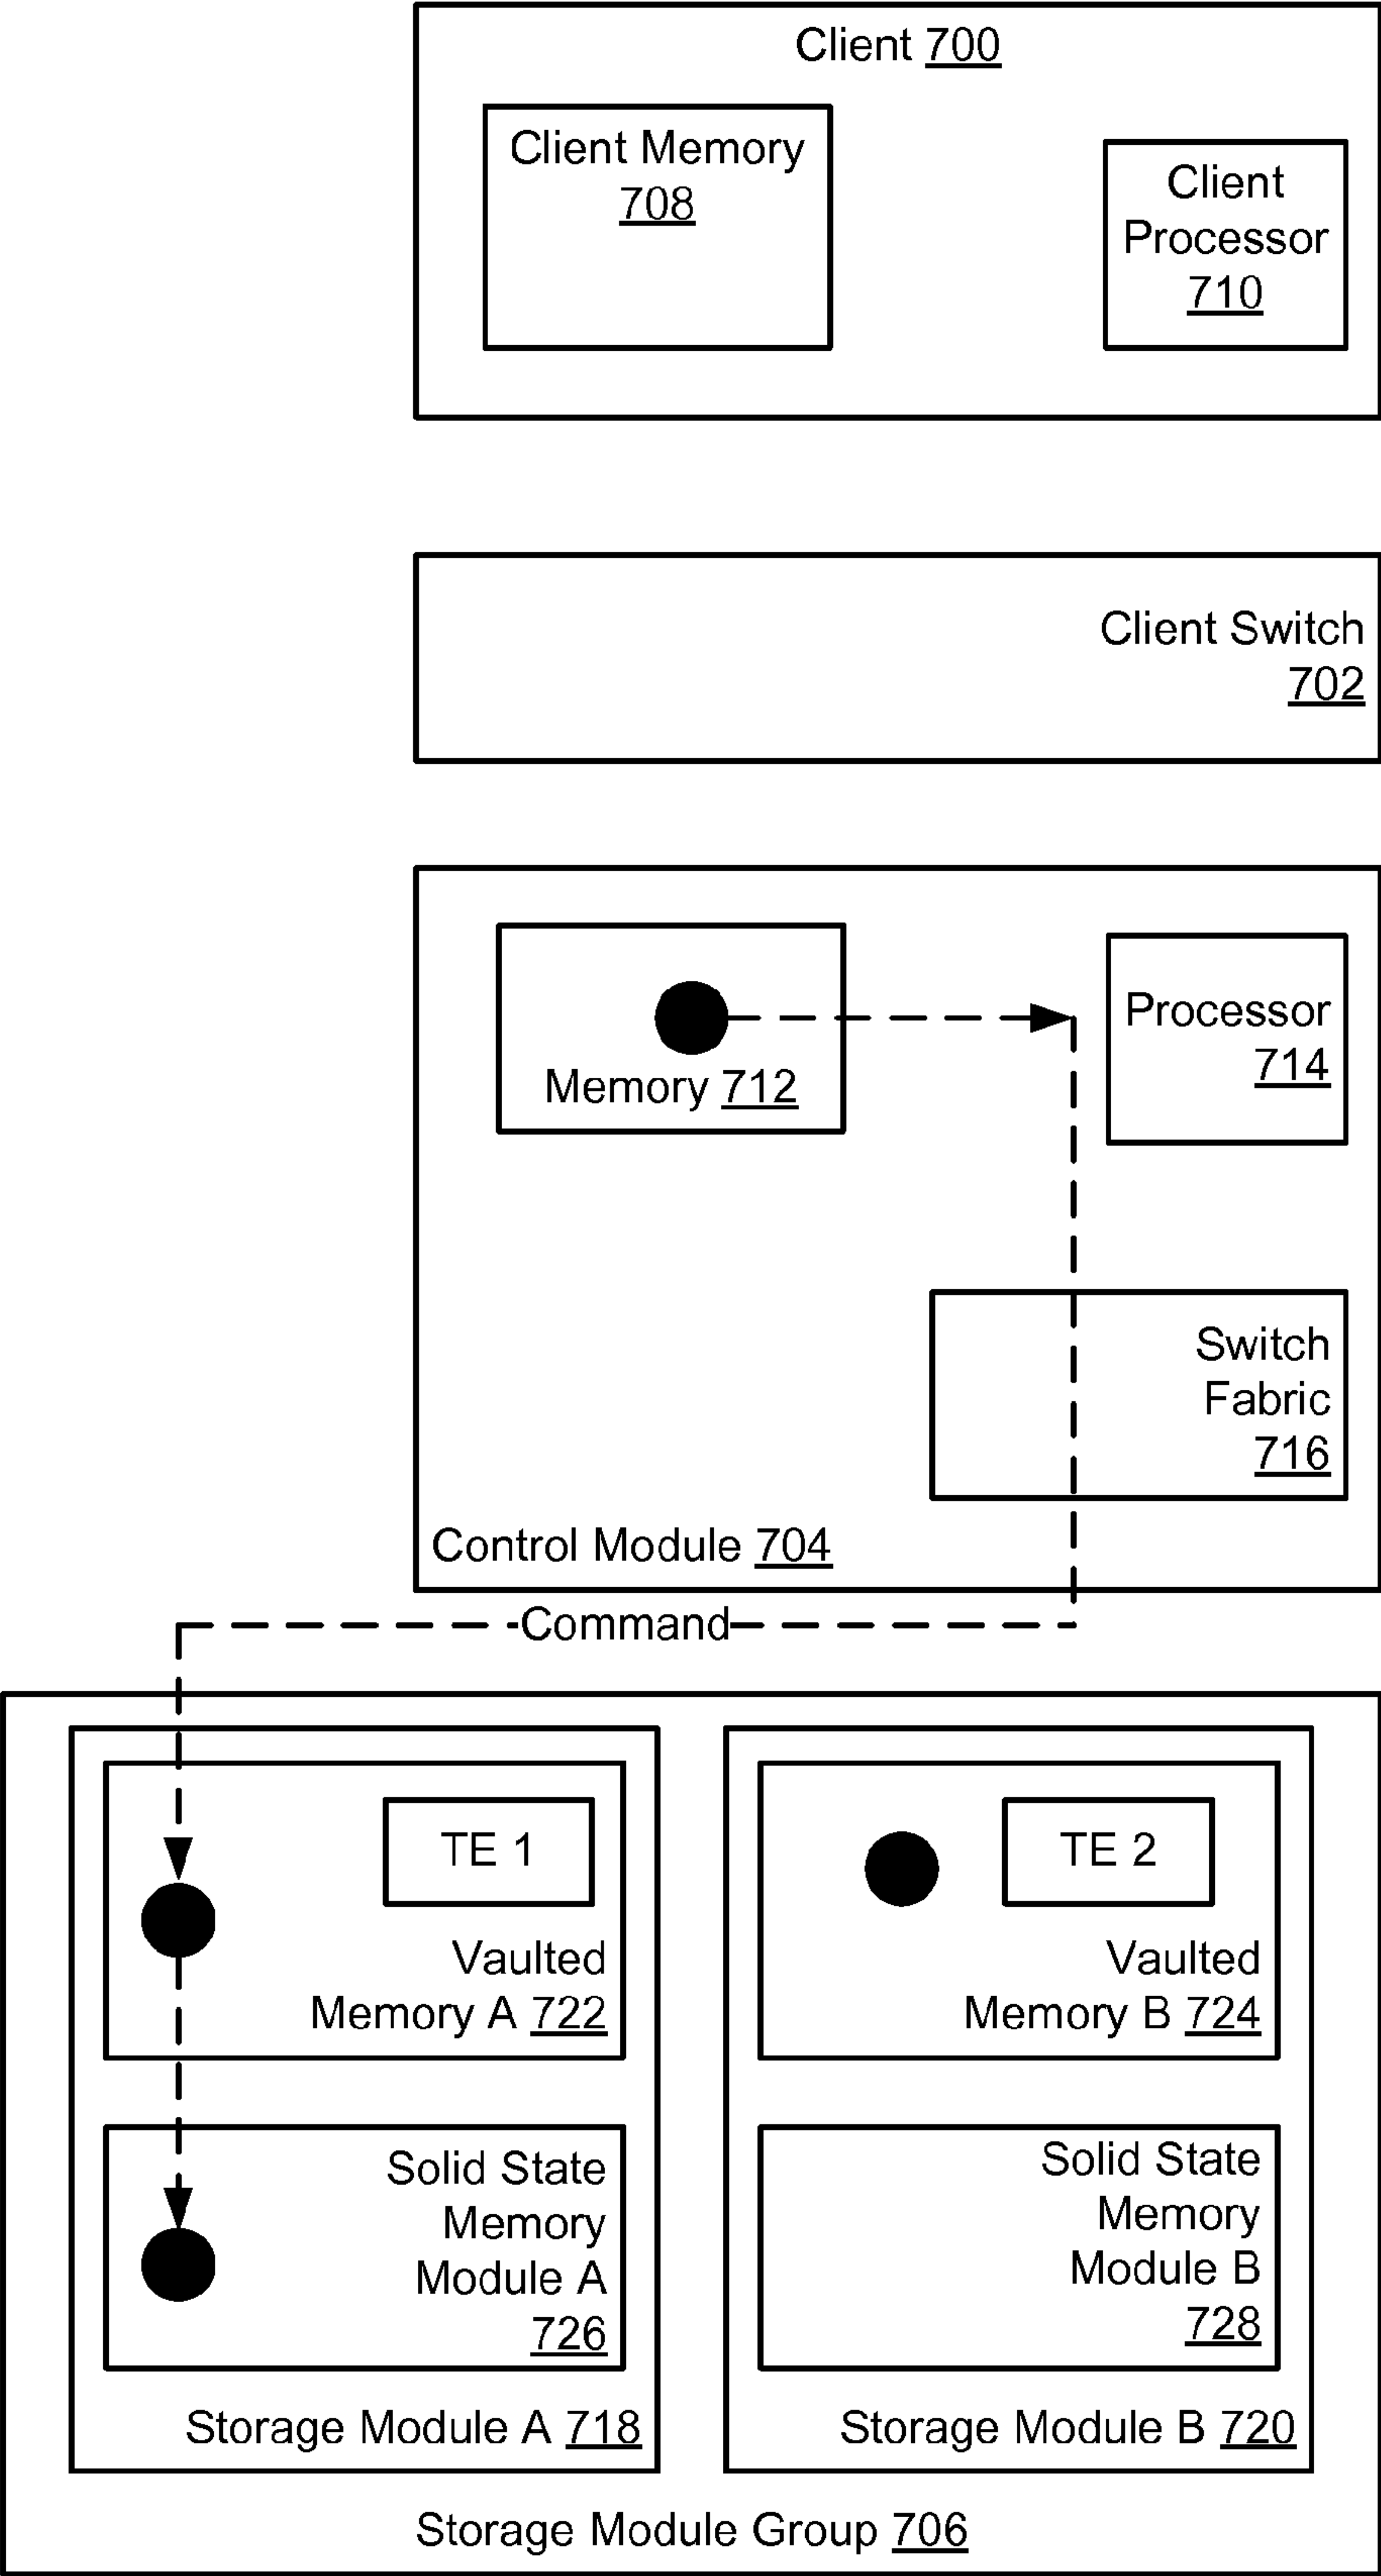 Client 700
Client Memory
708
Client
Processor
710
Client Switch
702
Memory 712
Processor
714
Switch
Fabric
716
Control Module 704
Command
TE 1
Vaulted
Memory A 722
Solid State
Memory
Module A
726
Storage Module A 718
TE 2
Vaulted
Memory B 724
Solid State
Memory
Module B
728
Storage Module B 720
Storage Module Group 706